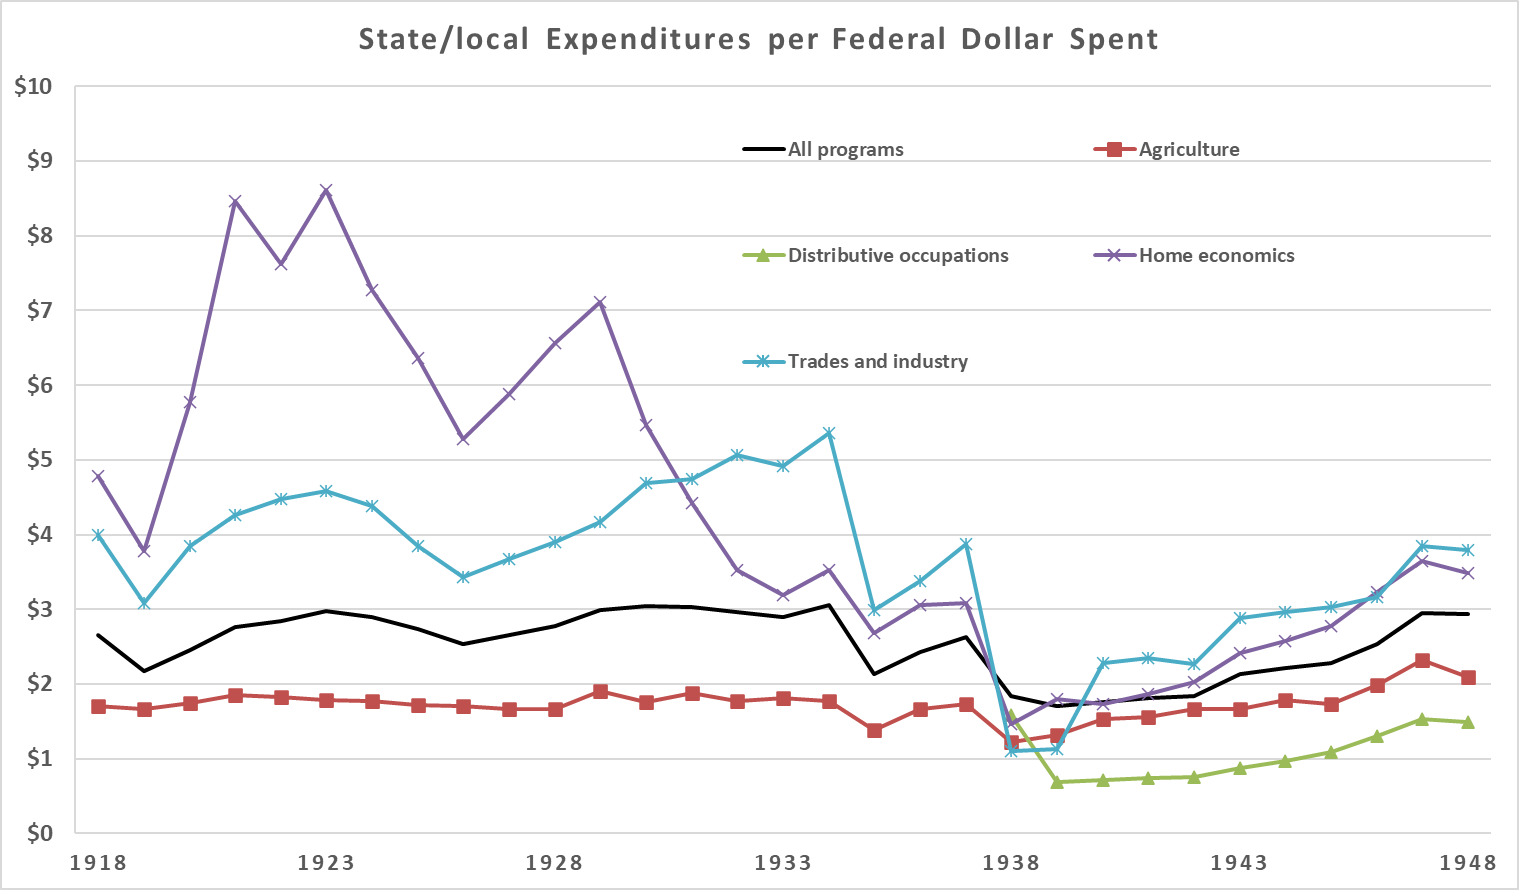 State/local Expenditures per Federal Dollar Spent
$10
$9
All programs
Agriculture
$8
Distributive occupations
Home economics
$7
$6
Trades and industry
$5
$4
$3
$2
$1
$0
1918 1923 1928 1933 1938 1943 1948